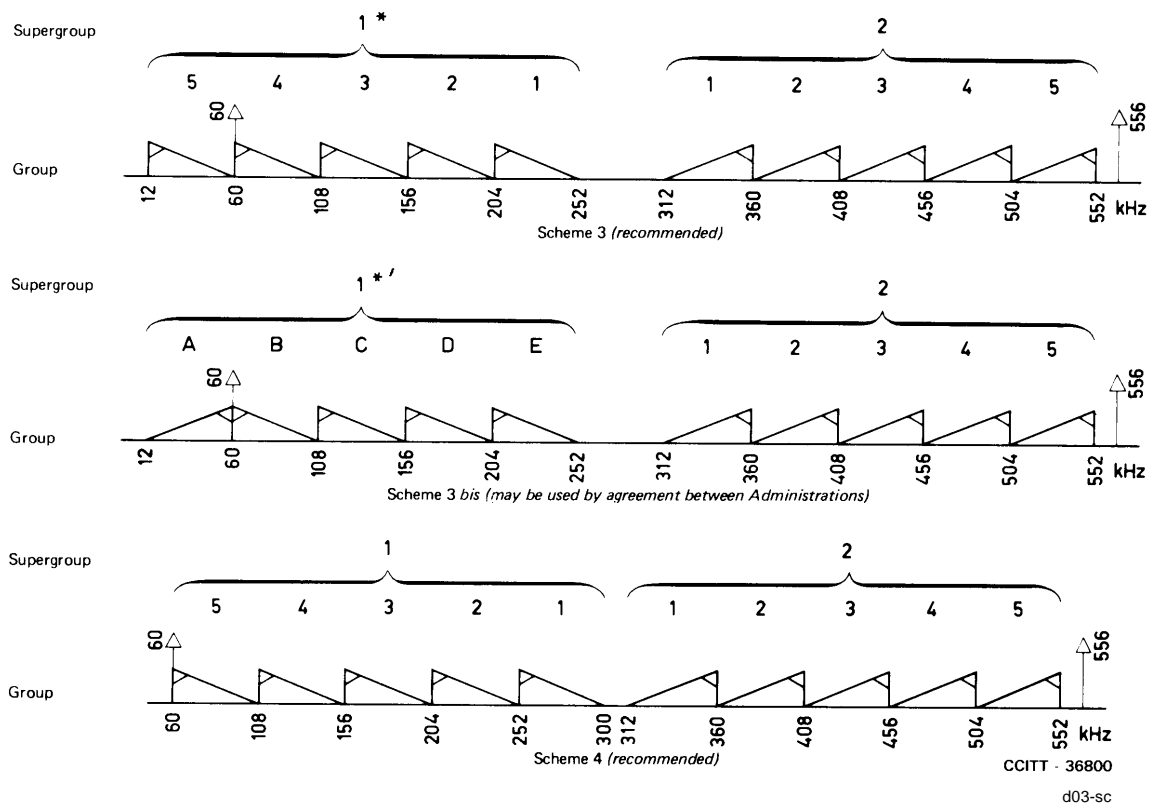 Supergroup
1 * 2
5 4 3 2 1 1 2 3 4 5
60 556
Group
12 60 108 156 204 252 312 360 408 456 504 552 kHz
Scheme 3 (recommended)
Supergroup
1 *′ 2
A B C D E 1 2 3 4 5
60 556
Group
12 60 108 156 204 252 312 360 408 456 504 552 kHz
Scheme 3 bis (may be used by agreement between Administrations)
Supergroup
1 2
5 4 3 2 1 1 2 3 4 5
60 556
Group
60 108 156 204 252 300 312 360 408 456 504 552 kHz
Scheme 4 (recommended)
CCITT - 36800
d03-sc